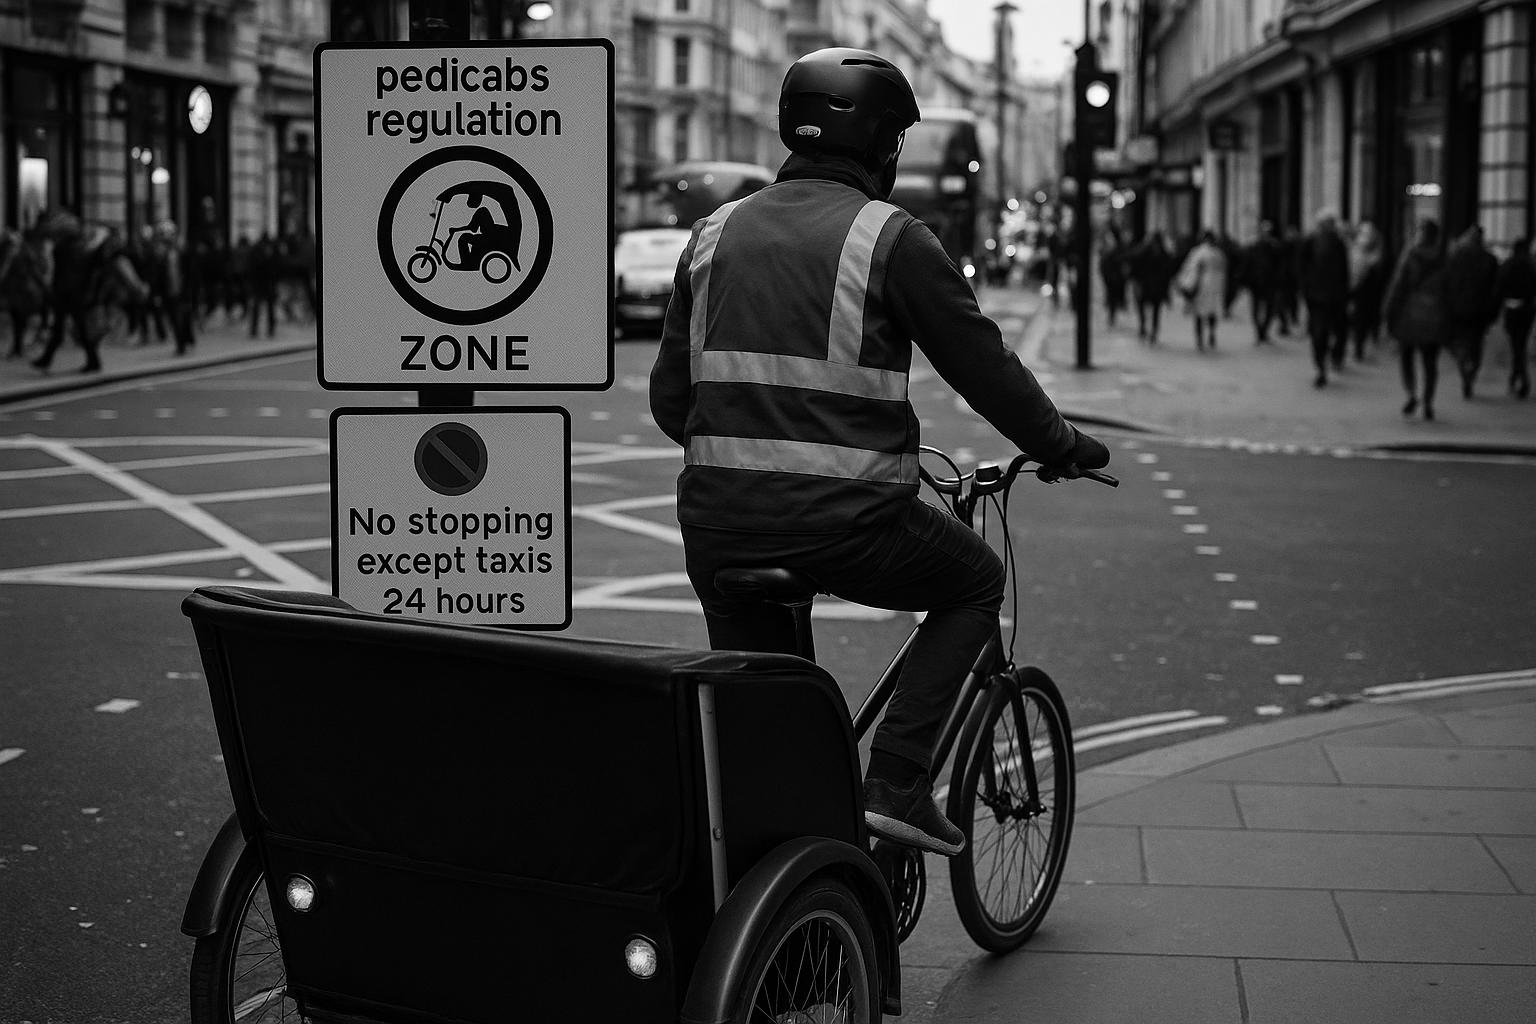 pedicabs
regulation
ZONE
No stopping
except taxis
24 hours